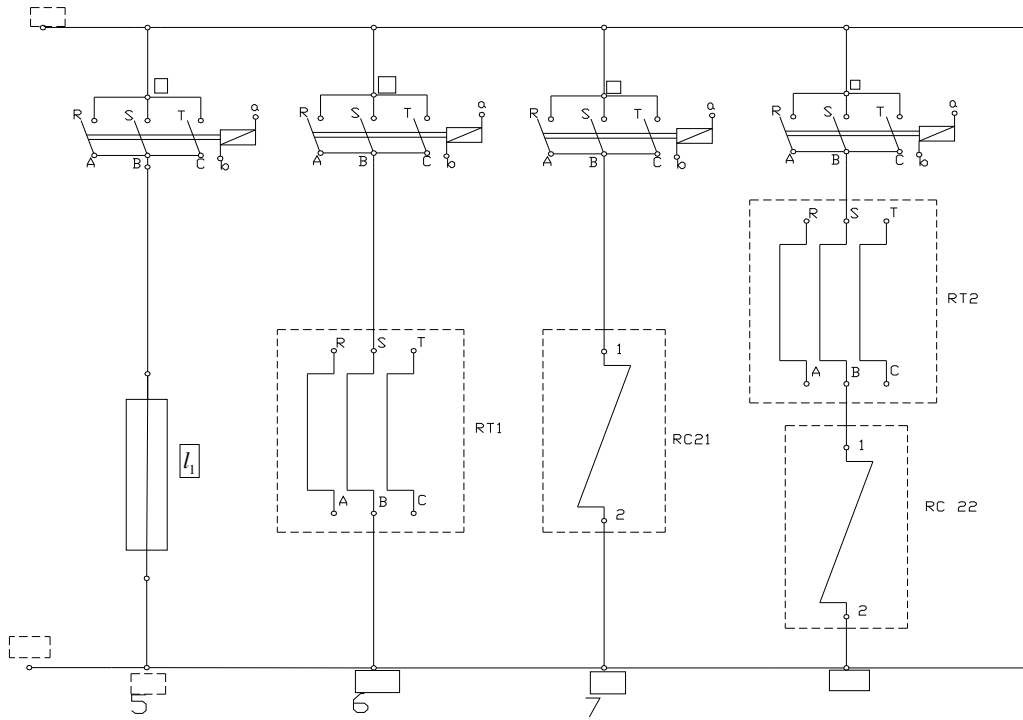 R S T a
A B C b
R S T a
A B C b
R S T a
A B C b
R S T a
A B C b
R S T
RT2
A B C
R S T
RT1
A B C
1
RC21
2
1
RC 22
2
l₁
5 6 7